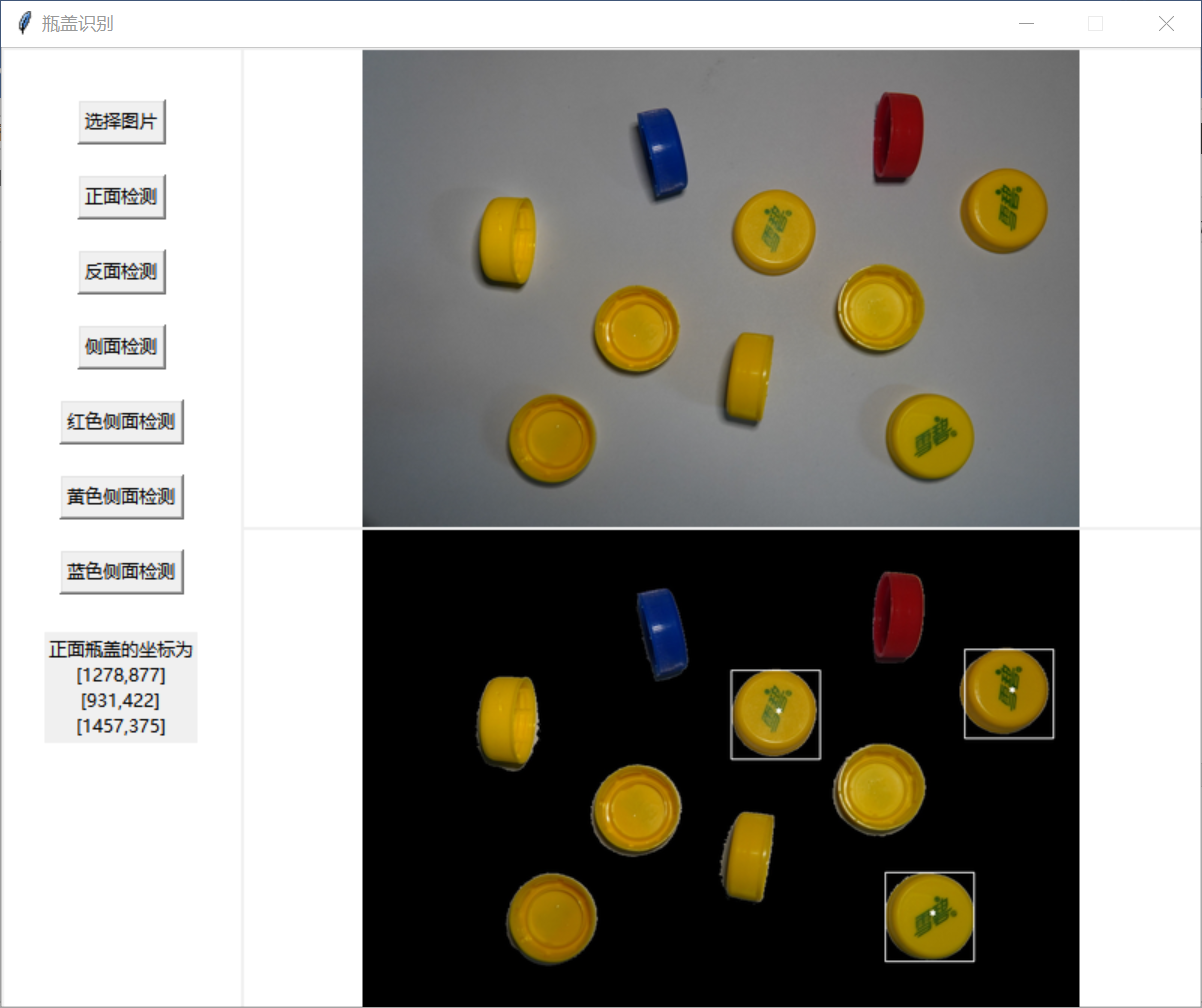 瓶盖识别
选择图片
正面检测
反面检测
侧面检测
红色侧面检测
黄色侧面检测
蓝色侧面检测
正面瓶盖的坐标为
[1278,877]
[931,422]
[1457,375]